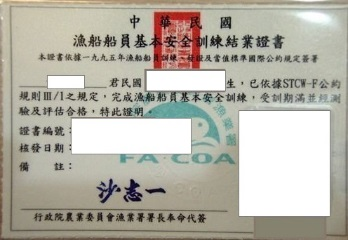 中華民國
漁船船員基本安全訓練結業證書
本證書依據一九九五年漁船船員訓練、發證及當值標準國際公約規定簽署
君民國 生，已依據STCW-F公約
規則III/1之規定，完成漁船船員基本安全訓練，受訓期滿並經測
驗及評估合格，特此證明。
證書編號：
核發日期：
備 註：
漁業署
FA COA
沙志一
行政院農業委員會漁業署署長奉命代簽